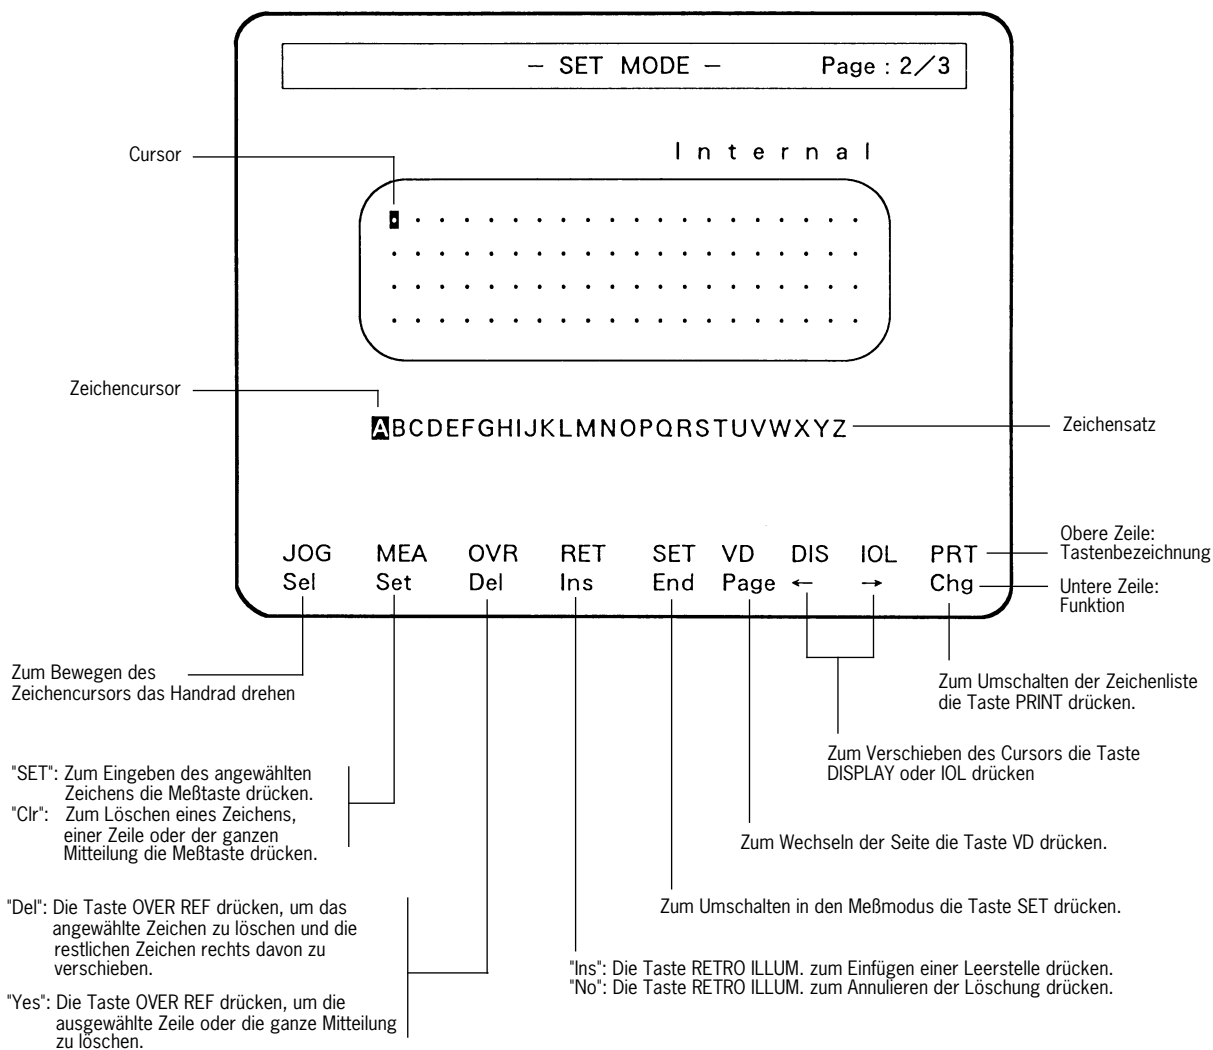 – SET MODE –    Page : 2/3
Cursor
Internal
Zeichencursor
ABCDEFGHIJKLMNOPQRSTUVWXYZ
Zeichensatz
JOG MEA OVR RET SET VD DIS IOL PRT
Sel Set Del Ins End Page ← → Chg
Obere Zeile:
Tastenbezeichnung
Untere Zeile:
Funktion
Zum Bewegen des
Zeichencursors das Handrad drehen
Zum Umschalten der Zeichenliste
die Taste PRINT drücken.
Zum Verschieben des Cursors die Taste
DISPLAY oder IOL drücken
"SET": Zum Eingeben des angewählten
Zeichens die Meßtaste drücken.
"Clr": Zum Löschen eines Zeichens,
einer Zeile oder der ganzen
Mitteilung die Meßtaste drücken.
Zum Wechseln der Seite die Taste VD drücken.
"Del": Die Taste OVER REF drücken, um das
angewählte Zeichen zu löschen und die
restlichen Zeichen rechts davon zu
verschieben.
Zum Umschalten in den Meßmodus die Taste SET drücken.
"Ins": Die Taste RETRO ILLUM. zum Einfügen einer Leerstelle drücken.
"No": Die Taste RETRO ILLUM. zum Annulieren der Löschung drücken.
"Yes": Die Taste OVER REF drücken, um die
ausgewählte Zeile oder die ganze Mitteilung
zu löschen.